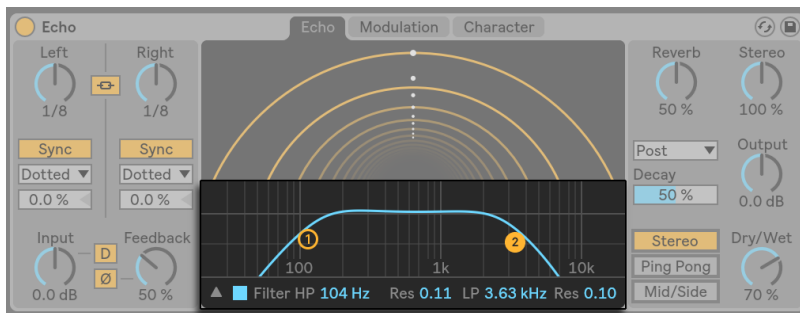 Echo
Echo Modulation Character
Left Right
1/8 1/8
Sync Sync
Dotted Dotted
0.0 % 0.0 %
Input D Feedback
Ø
0.0 dB 50 %
1 2
100 1k 10k
Filter HP 104 Hz Res 0.11 LP 3.63 kHz Res 0.10
Reverb Stereo
50 % 100 %
Post Output
Decay
50 % 0.0 dB
Stereo Dry/Wet
Ping Pong
Mid/Side 70 %